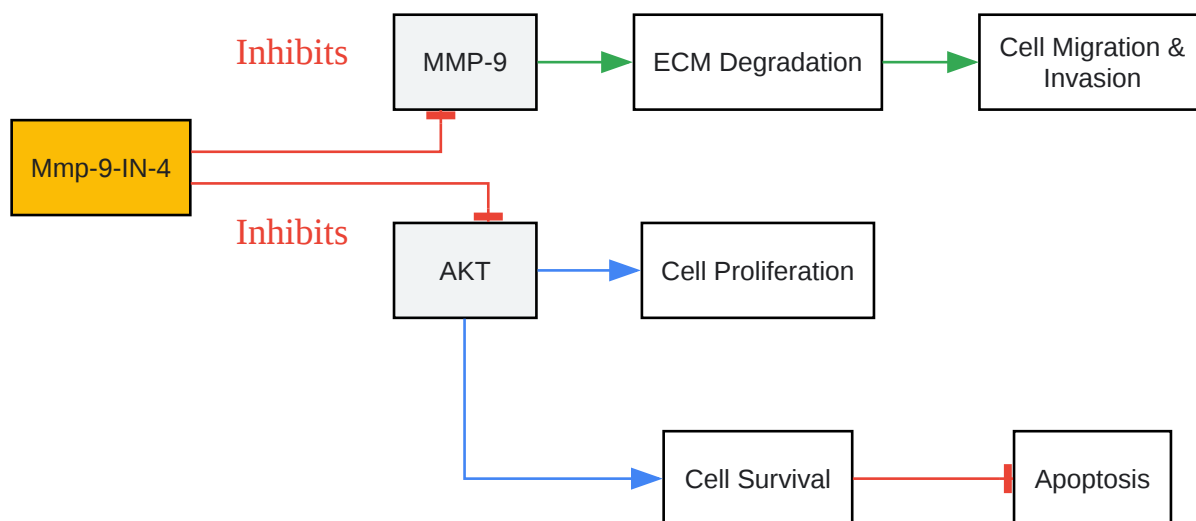 Inhibits
MMP-9
ECM Degradation
Cell Migration &
Invasion
Mmp-9-IN-4
Inhibits
AKT
Cell Proliferation
Cell Survival
Apoptosis